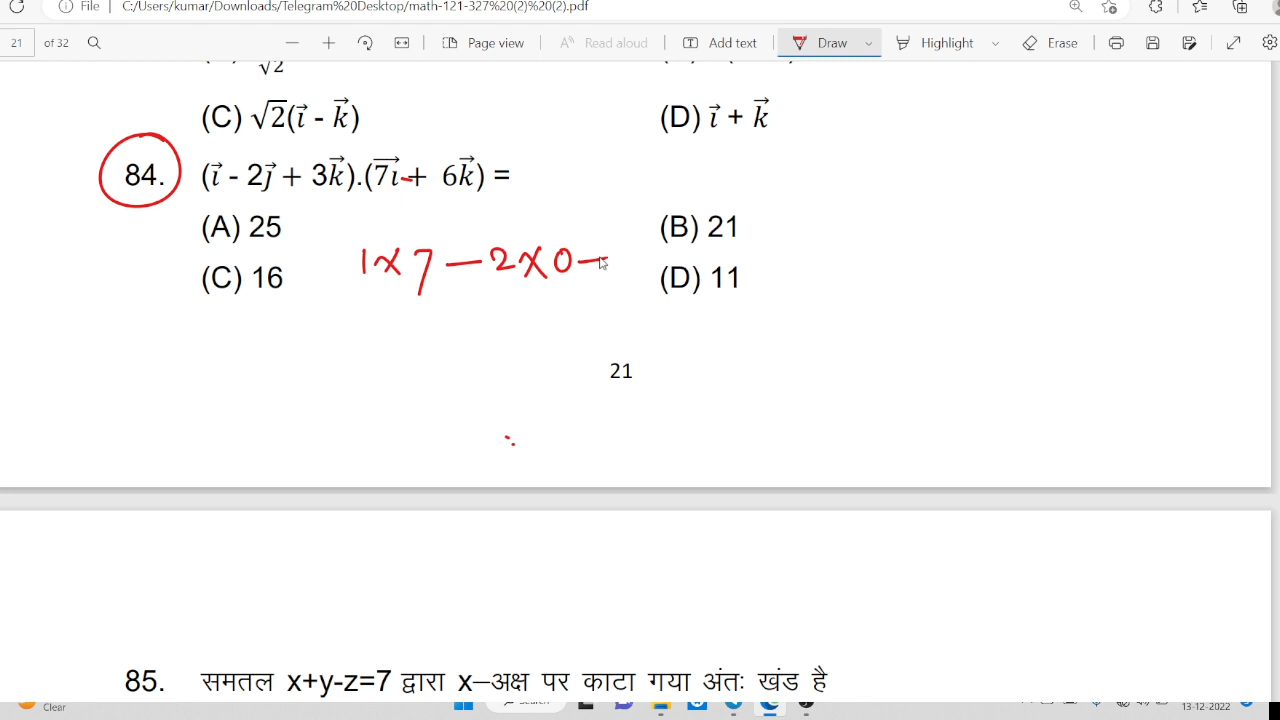 File C:/Users/kumar/Downloads/Telegram%20Desktop/math-121-327%20(2)%20(2).pdf
21 of 32 Page view Read aloud Add text Draw Highlight Erase
√2
(C) √2(i⃗ - k⃗) (D) i⃗ + k⃗
84. (i⃗ - 2j⃗ + 3k⃗).(7i⃗ + 6k⃗) =
(A) 25 (B) 21
1 × 7 – 2 × 0 –
(C) 16 (D) 11
21
85. समतल x+y-z=7 द्वारा x–अक्ष पर काटा गया अंतः खंड है
Clear 13-12-2022